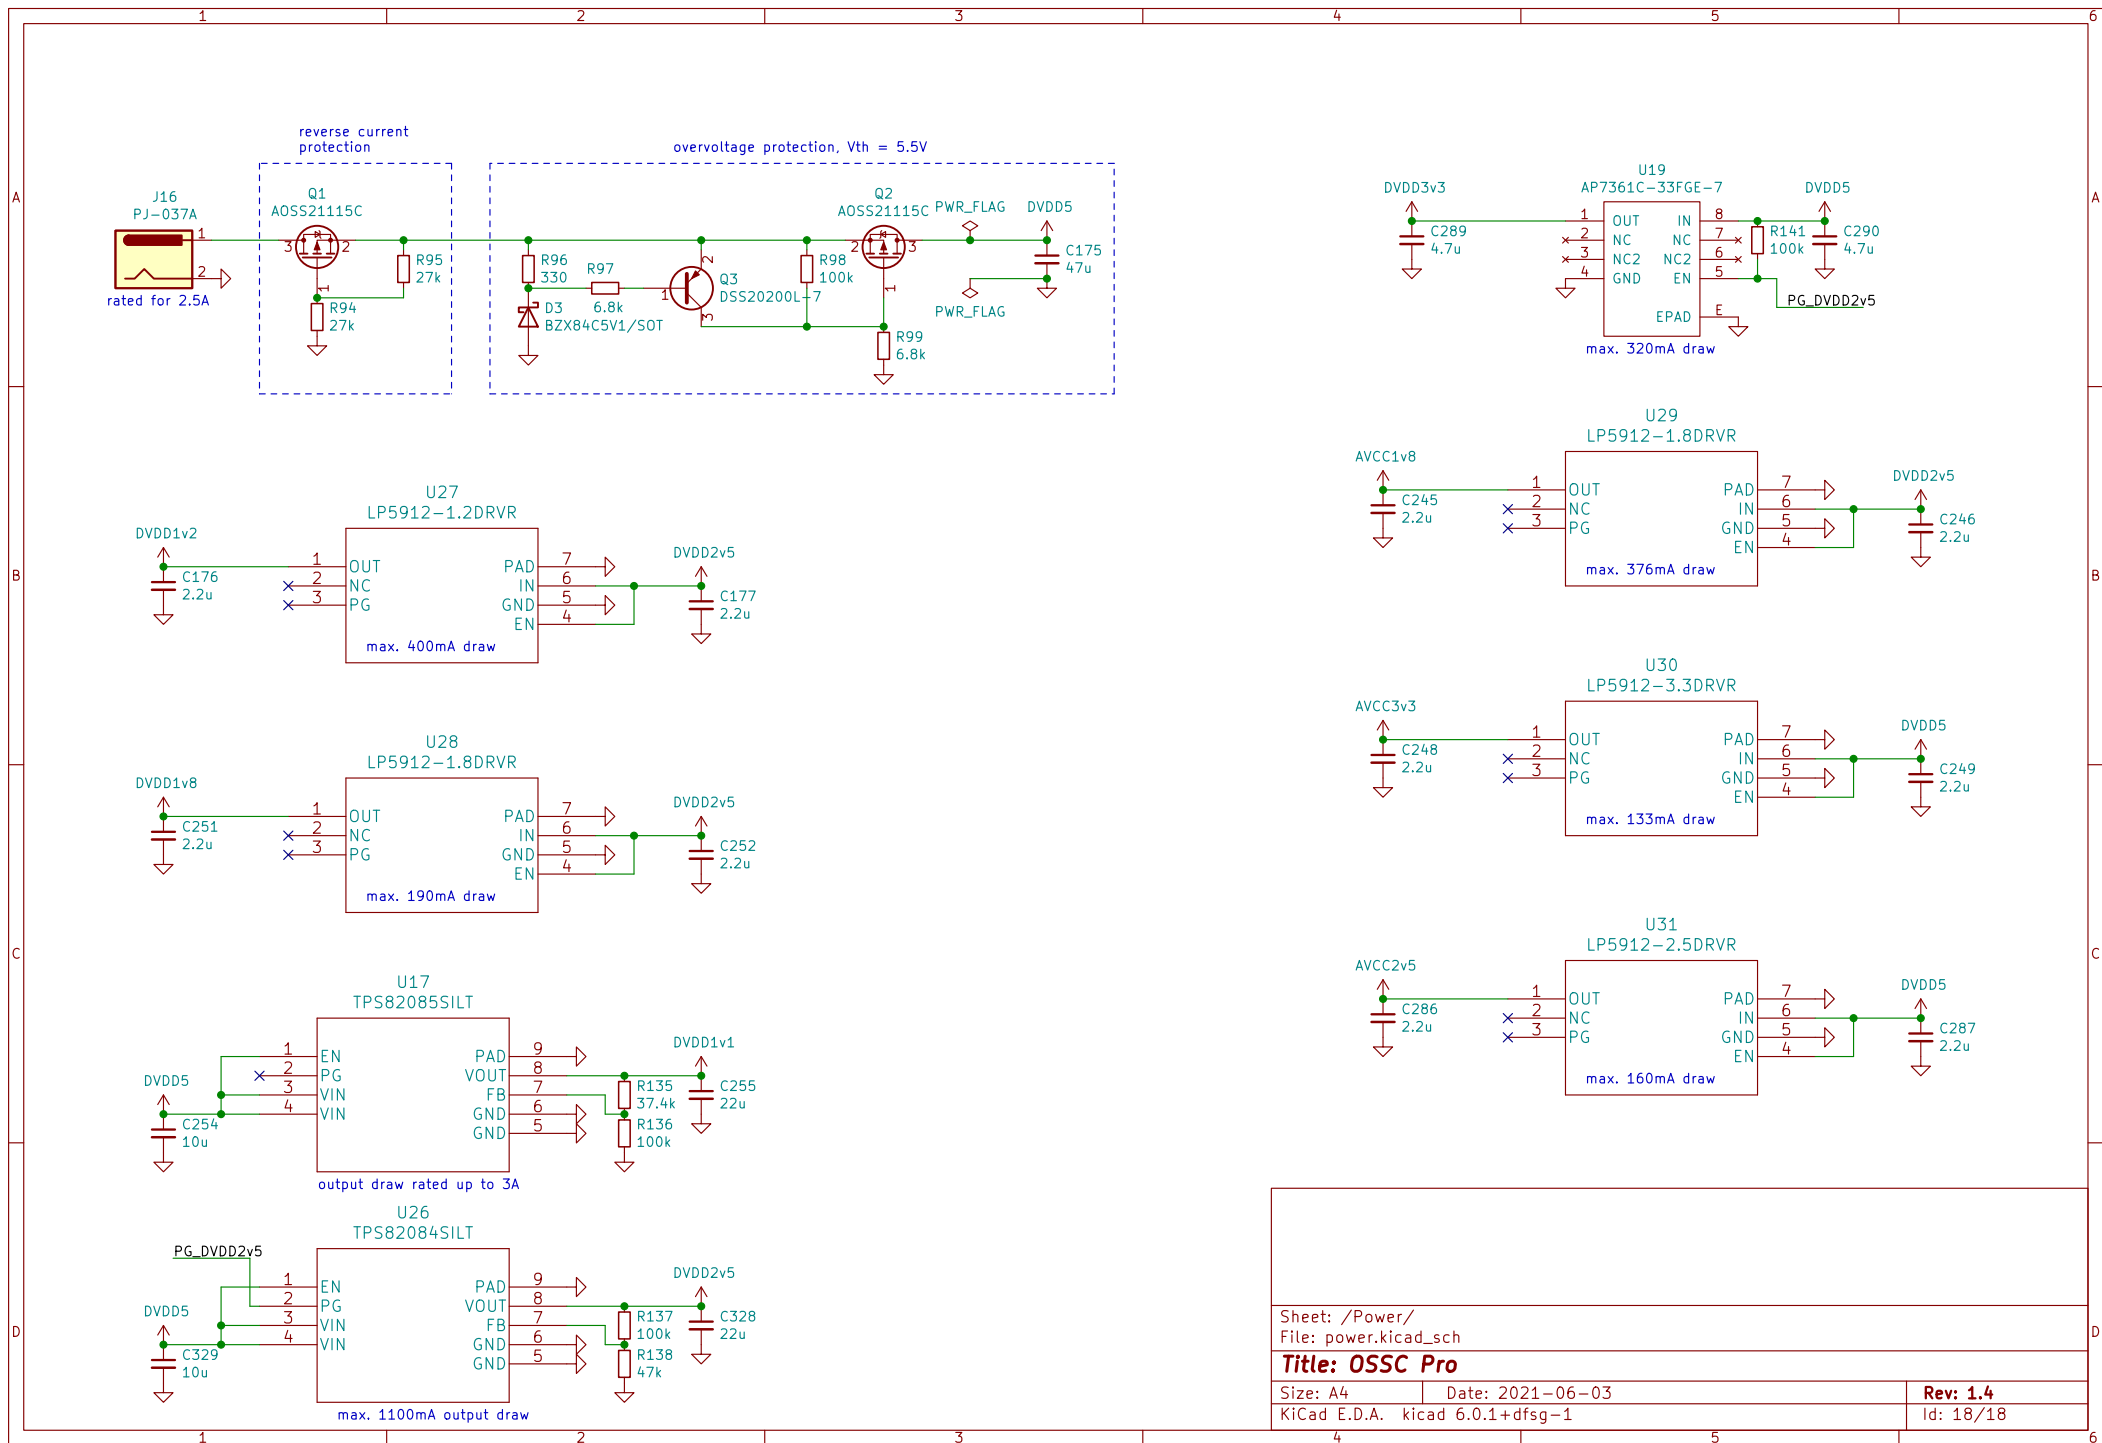 1 2 3 4 5 6
A
B
C
D
reverse current
protection
J16
PJ-037A
1
2
rated for 2.5A
Q1
AOSS21115C
3
2
1
R95
27k
R94
27k
overvoltage protection, Vth = 5.5V
R96
330
R97
6.8k
D3
BZX84C5V1/SOT
1
2
3
Q3
DSS20200L-7
R98
100k
Q2
AOSS21115C
2
3
1
R99
6.8k
PWR_FLAG
DVDD5
C175
47u
PWR_FLAG
U19
AP7361C-33FGE-7
DVDD3v3
C289
4.7u
1 OUT
2 NC
3 NC2
4 GND
IN 8
NC 7
NC2 6
EN 5
EPAD E
R141
100k
DVDD5
C290
4.7u
PG_DVDD2v5
max. 320mA draw
U29
LP5912-1.8DRVR
AVCC1v8
C245
2.2u
1 OUT
2 NC
3 PG
PAD 7
IN 6
GND 5
EN 4
DVDD2v5
C246
2.2u
max. 376mA draw
U27
LP5912-1.2DRVR
DVDD1v2
C176
2.2u
1 OUT
2 NC
3 PG
PAD 7
IN 6
GND 5
EN 4
DVDD2v5
C177
2.2u
max. 400mA draw
U30
LP5912-3.3DRVR
AVCC3v3
C248
2.2u
1 OUT
2 NC
3 PG
PAD 7
IN 6
GND 5
EN 4
DVDD5
C249
2.2u
max. 133mA draw
U28
LP5912-1.8DRVR
DVDD1v8
C251
2.2u
1 OUT
2 NC
3 PG
PAD 7
IN 6
GND 5
EN 4
DVDD2v5
C252
2.2u
max. 190mA draw
U31
LP5912-2.5DRVR
AVCC2v5
C286
2.2u
1 OUT
2 NC
3 PG
PAD 7
IN 6
GND 5
EN 4
DVDD5
C287
2.2u
max. 160mA draw
U17
TPS82085SILT
DVDD5
C254
10u
1 EN
2 PG
3 VIN
4 VIN
PAD 9
VOUT 8
FB 7
GND 6
GND 5
R135
37.4k
R136
100k
DVDD1v1
C255
22u
output draw rated up to 3A
U26
TPS82084SILT
PG_DVDD2v5
DVDD5
C329
10u
1 EN
2 PG
3 VIN
4 VIN
PAD 9
VOUT 8
FB 7
GND 6
GND 5
R137
100k
R138
47k
DVDD2v5
C328
22u
max. 1100mA output draw
Sheet: /Power/
File: power.kicad_sch
Title: OSSC Pro
Size: A4 Date: 2021-06-03 Rev: 1.4
KiCad E.D.A. kicad 6.0.1+dfsg-1 Id: 18/18
A
B
C
D
1 2 3 4 5 6